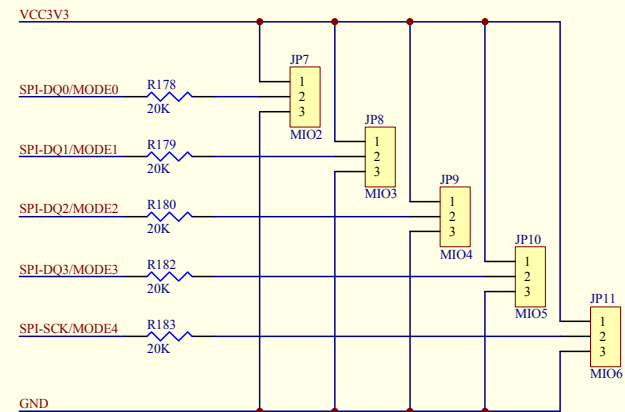 VCC3V3
JP7
1
2
3
MIO2
SPI-DQ0/MODE0
R178
20K
JP8
1
2
3
MIO3
SPI-DQ1/MODE1
R179
20K
JP9
1
2
3
MIO4
SPI-DQ2/MODE2
R180
20K
JP10
1
2
3
MIO5
SPI-DQ3/MODE3
R182
20K
JP11
1
2
3
MIO6
SPI-SCK/MODE4
R183
20K
GND